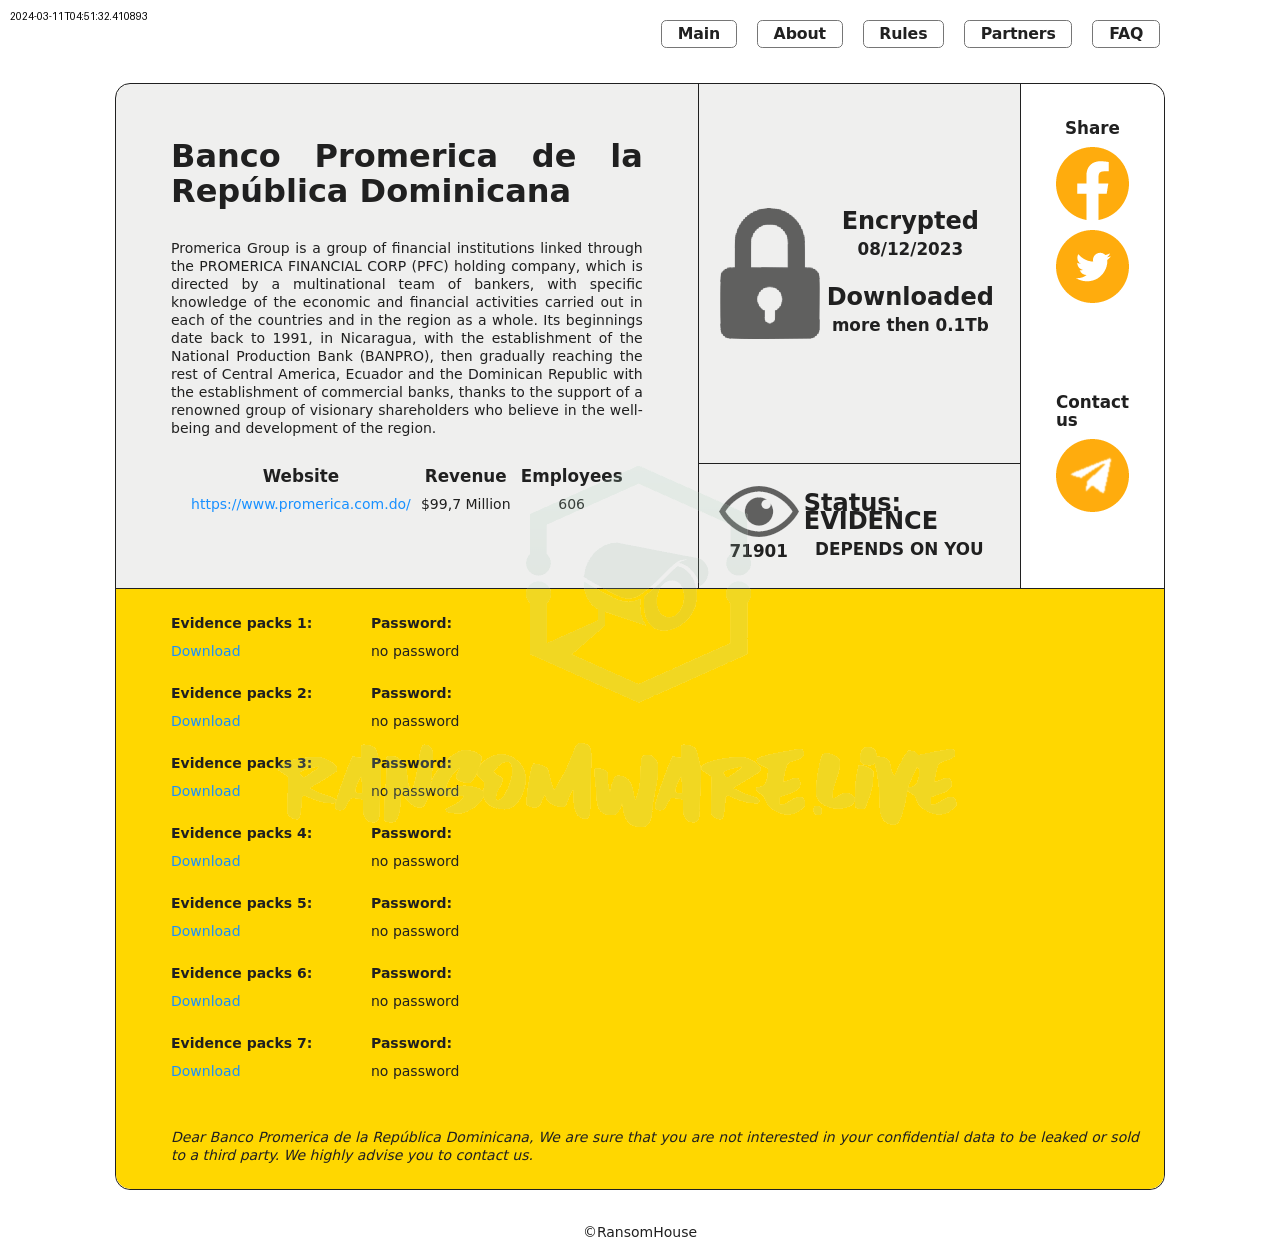 2024-03-11T04:51:32.410893
Main About Rules Partners FAQ
Banco Promerica de la
República Dominicana
Promerica Group is a group of financial institutions linked through
the PROMERICA FINANCIAL CORP (PFC) holding company, which is
directed by a multinational team of bankers, with specific
knowledge of the economic and financial activities carried out in
each of the countries and in the region as a whole. Its beginnings
date back to 1991, in Nicaragua, with the establishment of the
National Production Bank (BANPRO), then gradually reaching the
rest of Central America, Ecuador and the Dominican Republic with
the establishment of commercial banks, thanks to the support of a
renowned group of visionary shareholders who believe in the well-
being and development of the region.
Website Revenue Employees
https://www.promerica.com.do/ $99,7 Million 606
Encrypted
08/12/2023
Downloaded
more then 0.1Tb
Status:
EVIDENCE
71901 DEPENDS ON YOU
Share
Contact
us
Evidence packs 1: Password:
Download no password
Evidence packs 2: Password:
Download no password
Evidence packs 3: Password:
Download no password
Evidence packs 4: Password:
Download no password
Evidence packs 5: Password:
Download no password
Evidence packs 6: Password:
Download no password
Evidence packs 7: Password:
Download no password
RANSOMWARE.LIVE
Dear Banco Promerica de la República Dominicana, We are sure that you are not interested in your confidential data to be leaked or sold
to a third party. We highly advise you to contact us.
©RansomHouse